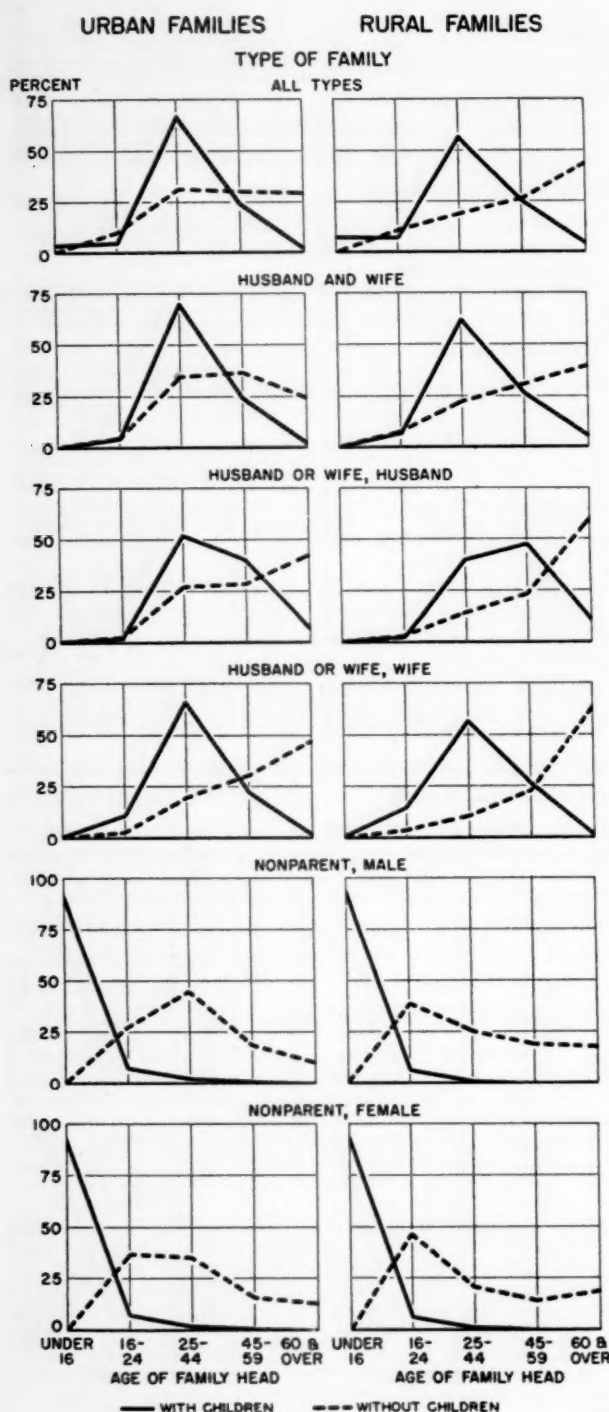 URBAN FAMILIES RURAL FAMILIES
TYPE OF FAMILY
PERCENT ALL TYPES
75
50
25
0
HUSBAND AND WIFE
75
50
25
0
HUSBAND OR WIFE, HUSBAND
75
50
25
0
HUSBAND OR WIFE, WIFE
75
50
25
0
NONPARENT, MALE
100
75
50
25
0
NONPARENT, FEMALE
100
75
50
25
0
UNDER 16- 25- 45- 60 & UNDER 16- 25- 45- 60 &
16 24 44 59 OVER 16 24 44 59 OVER
AGE OF FAMILY HEAD AGE OF FAMILY HEAD
WITH CHILDREN WITHOUT CHILDREN